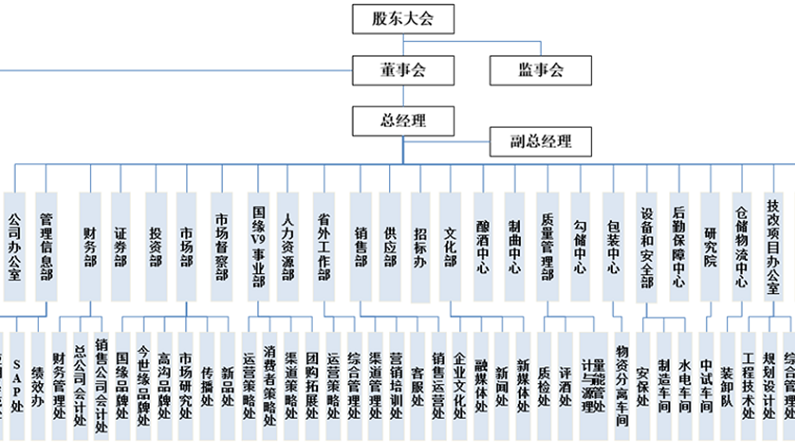 股东大会
董事会
监事会
总经理
副总经理
公司办公室
管理信息部
财务部
证券部
投资部
市场部
市场督察部
国缘V9事业部
人力资源部
省外工作部
销售部
供应部
招标办
文化部
酿酒中心
制曲中心
质量管理部
勾储中心
包装中心
设备和安全部
后勤保障中心
研究院
仓储物流中心
技改项目办公室
SAP处
绩效办
财务管理处
总公司会计处
销售公司会计处
国缘品牌处
今世缘品牌处
高沟品牌处
市场研究处
传播处
新品处
运营策略处
消费者策略处
渠道策略处
团购拓展处
运营策略处
综合管理处
渠道管理处
营销培训处
客服处
销售运营处
企业文化处
融媒体处
新闻处
新媒体处
质检处
评酒处
计量与能源管理处
物资分离车间
安保处
制造车间
水电车间
中试车间
装卸队
工程技术处
规划设计处
综合管理处